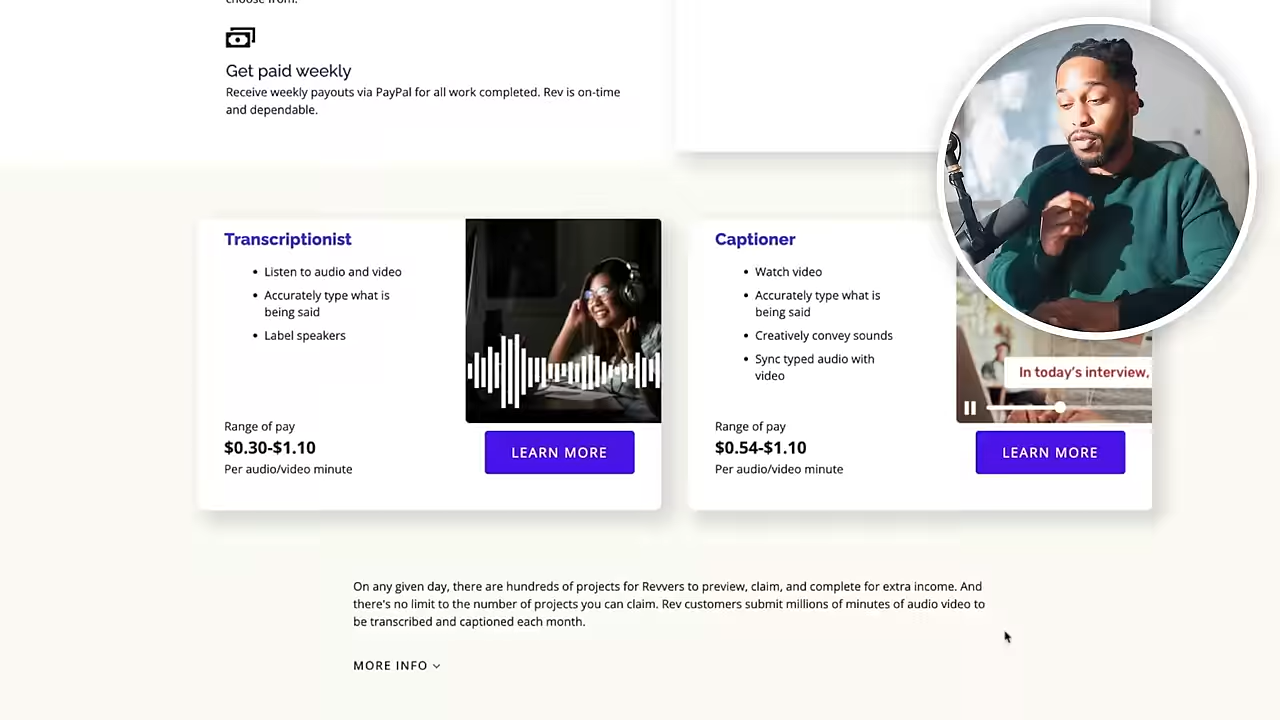 choose from.
Get paid weekly
Receive weekly payouts via PayPal for all work completed. Rev is on-time
and dependable.
Transcriptionist
• Listen to audio and video
• Accurately type what is
being said
• Label speakers
Range of pay
$0.30-$1.10
Per audio/video minute
LEARN MORE
Captioner
• Watch video
• Accurately type what is
being said
• Creatively convey sounds
• Sync typed audio with
video
In today's interview,
Range of pay
$0.54-$1.10
Per audio/video minute
LEARN MORE
On any given day, there are hundreds of projects for Revvers to preview, claim, and complete for extra income. And
there's no limit to the number of projects you can claim. Rev customers submit millions of minutes of audio video to
be transcribed and captioned each month.
MORE INFO